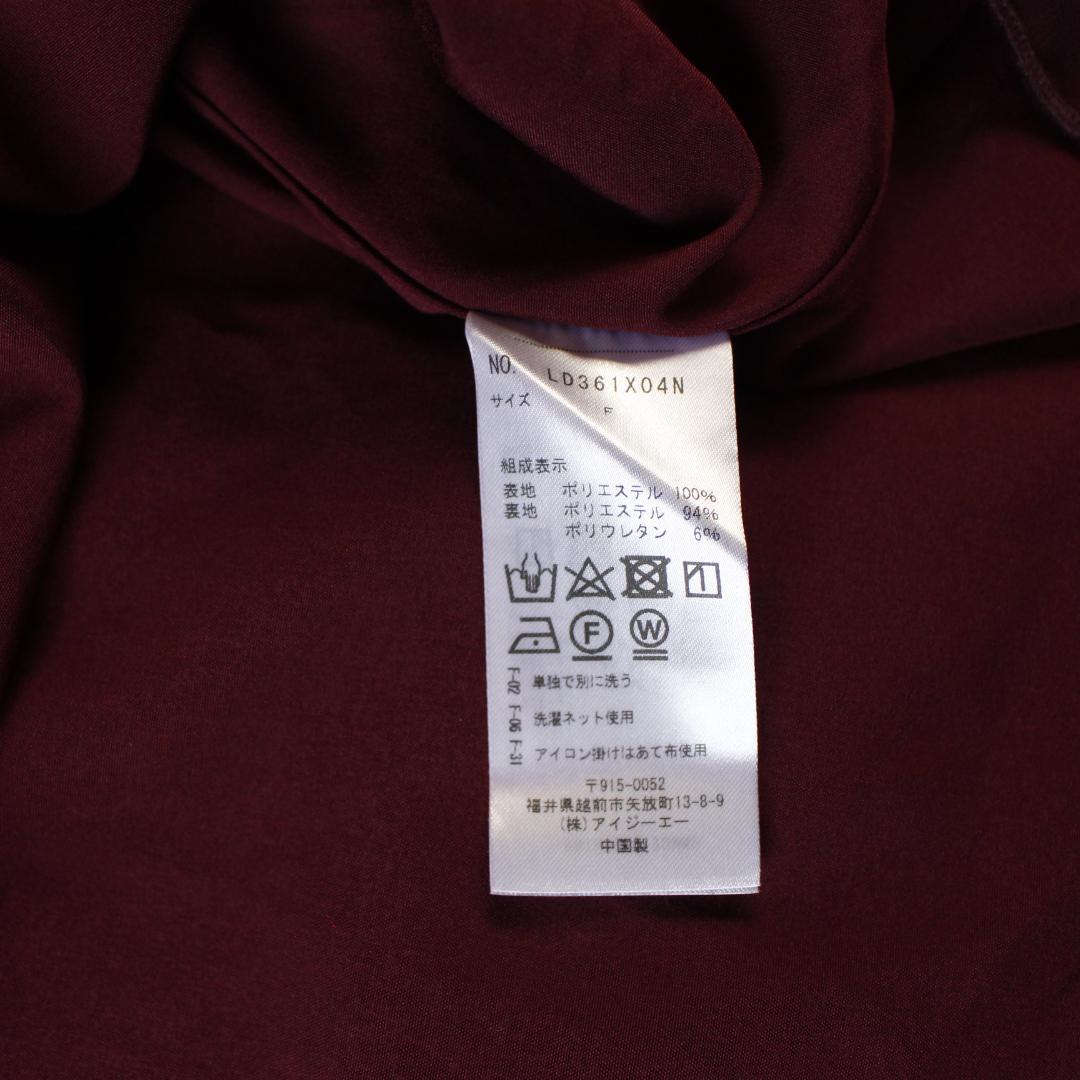 NO. LD361X04N
サイズ F
組成表示
表地 ポリエステル 100%
裏地 ポリエステル 94%
ポリウレタン 6%
F W
F-02 単独で別に洗う
F-06 洗濯ネット使用
F-31 アイロン掛けはあて布使用
〒915-0052
福井県越前市矢放町13-8-9
(株)アイジーエー
中国製